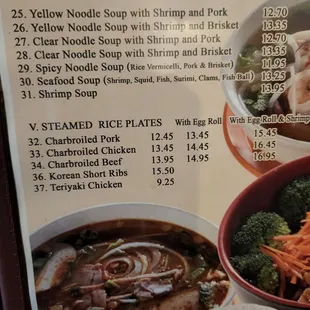 25. Yellow Noodle Soup with Shrimp and Pork 12.70
26. Yellow Noodle Soup with Shrimp and Brisket 13.35
27. Clear Noodle Soup with Shrimp and Pork 12.70
28. Clear Noodle Soup with Shrimp and Brisket 13.35
29. Spicy Noodle Soup (Rice Vermicelli, Pork & Brisket) 11.95
30. Seafood Soup (Shrimp, Squid, Fish, Surimi, Clams, Fish Ball) 13.25
31. Shrimp Soup 13.35
V. STEAMED RICE PLATES With Egg Roll With Egg Roll & Shrimp
32. Charbroiled Pork 12.45 13.45 15.45
33. Charbroiled Chicken 13.45 14.45 16.45
34. Charbroiled Beef 13.95 14.95 16.95
36. Korean Short Ribs 15.50
37. Teriyaki Chicken 9.25